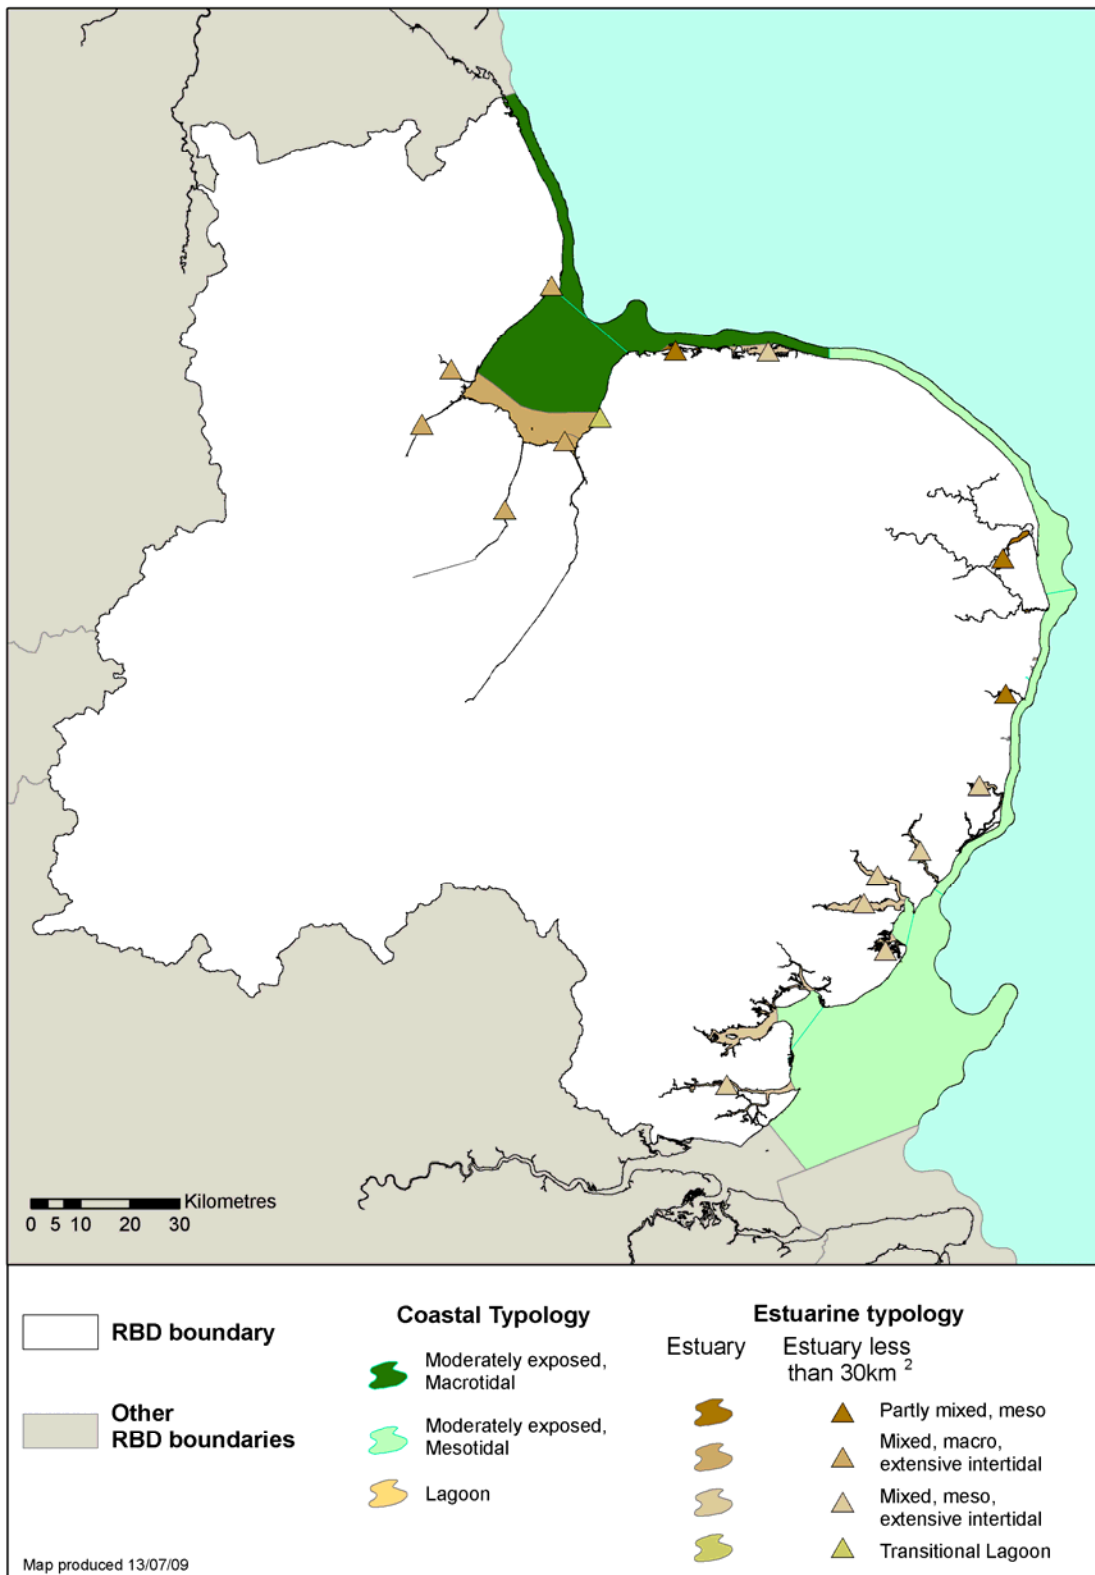 Kilometres
0 5 10 20 30
RBD boundary
Other
RBD boundaries
Coastal Typology
Moderately exposed,
Macrotidal
Moderately exposed,
Mesotidal
Lagoon
Estuarine typology
Estuary
Estuary less
than 30km 2
Partly mixed, meso
Mixed, macro,
extensive intertidal
Mixed, meso,
extensive intertidal
Transitional Lagoon
Map produced 13/07/09